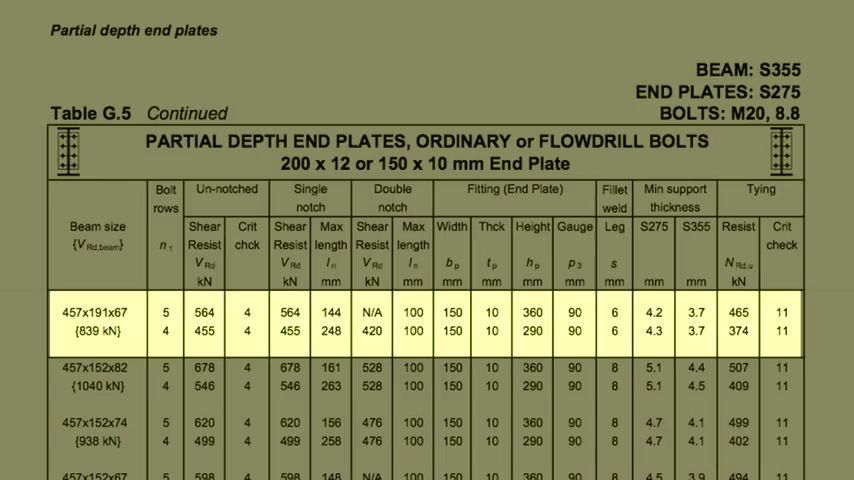 Partial depth end plates
BEAM: S355
END PLATES: S275
Table G.5 Continued BOLTS: M20, 8.8
PARTIAL DEPTH END PLATES, ORDINARY or FLOWDRILL BOLTS
200 x 12 or 150 x 10 mm End Plate
Beam size {VRd,beam} Bolt rows n1 Un-notched Single notch Double notch Fitting (End Plate) Fillet weld Min support thickness Tying
Shear Resist VRd kN Crit chck Shear Resist VRd kN Max length ln mm Shear Resist VRd kN Max length ln mm Width bp mm Thck tp mm Height hp mm Gauge p3 mm Leg s mm S275 mm S355 mm Resist NRd,u kN Crit check
457x191x67 5 564 4 564 144 N/A 100 150 10 360 90 6 4.2 3.7 465 11
{839 kN} 4 455 4 455 248 420 100 150 10 290 90 6 4.3 3.7 374 11
457x152x82 5 678 4 678 161 528 100 150 10 360 90 8 5.1 4.4 507 11
{1040 kN} 4 546 4 546 263 528 100 150 10 290 90 8 5.1 4.5 409 11
457x152x74 5 620 4 620 156 476 100 150 10 360 90 8 4.7 4.1 499 11
{938 kN} 4 499 4 499 258 476 100 150 10 290 90 8 4.7 4.1 402 11
457x152x67 5 598 4 598 148 N/A 100 150 10 360 90 8 4.5 3.9 494 11